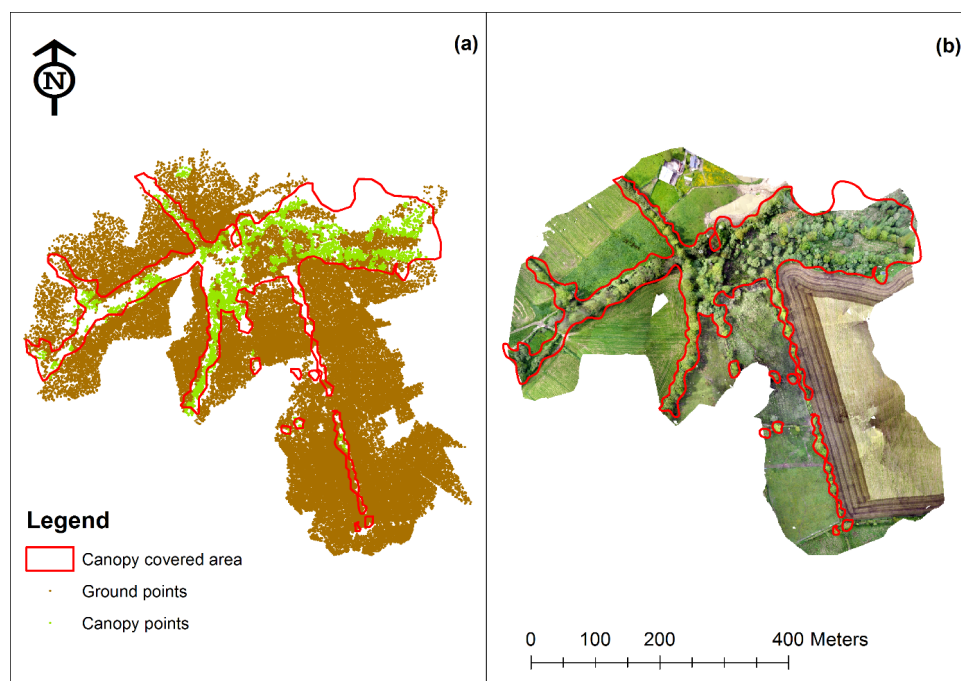 (a)
(b)
N
Legend
Canopy covered area
Ground points
Canopy points
0 100 200 400 Meters